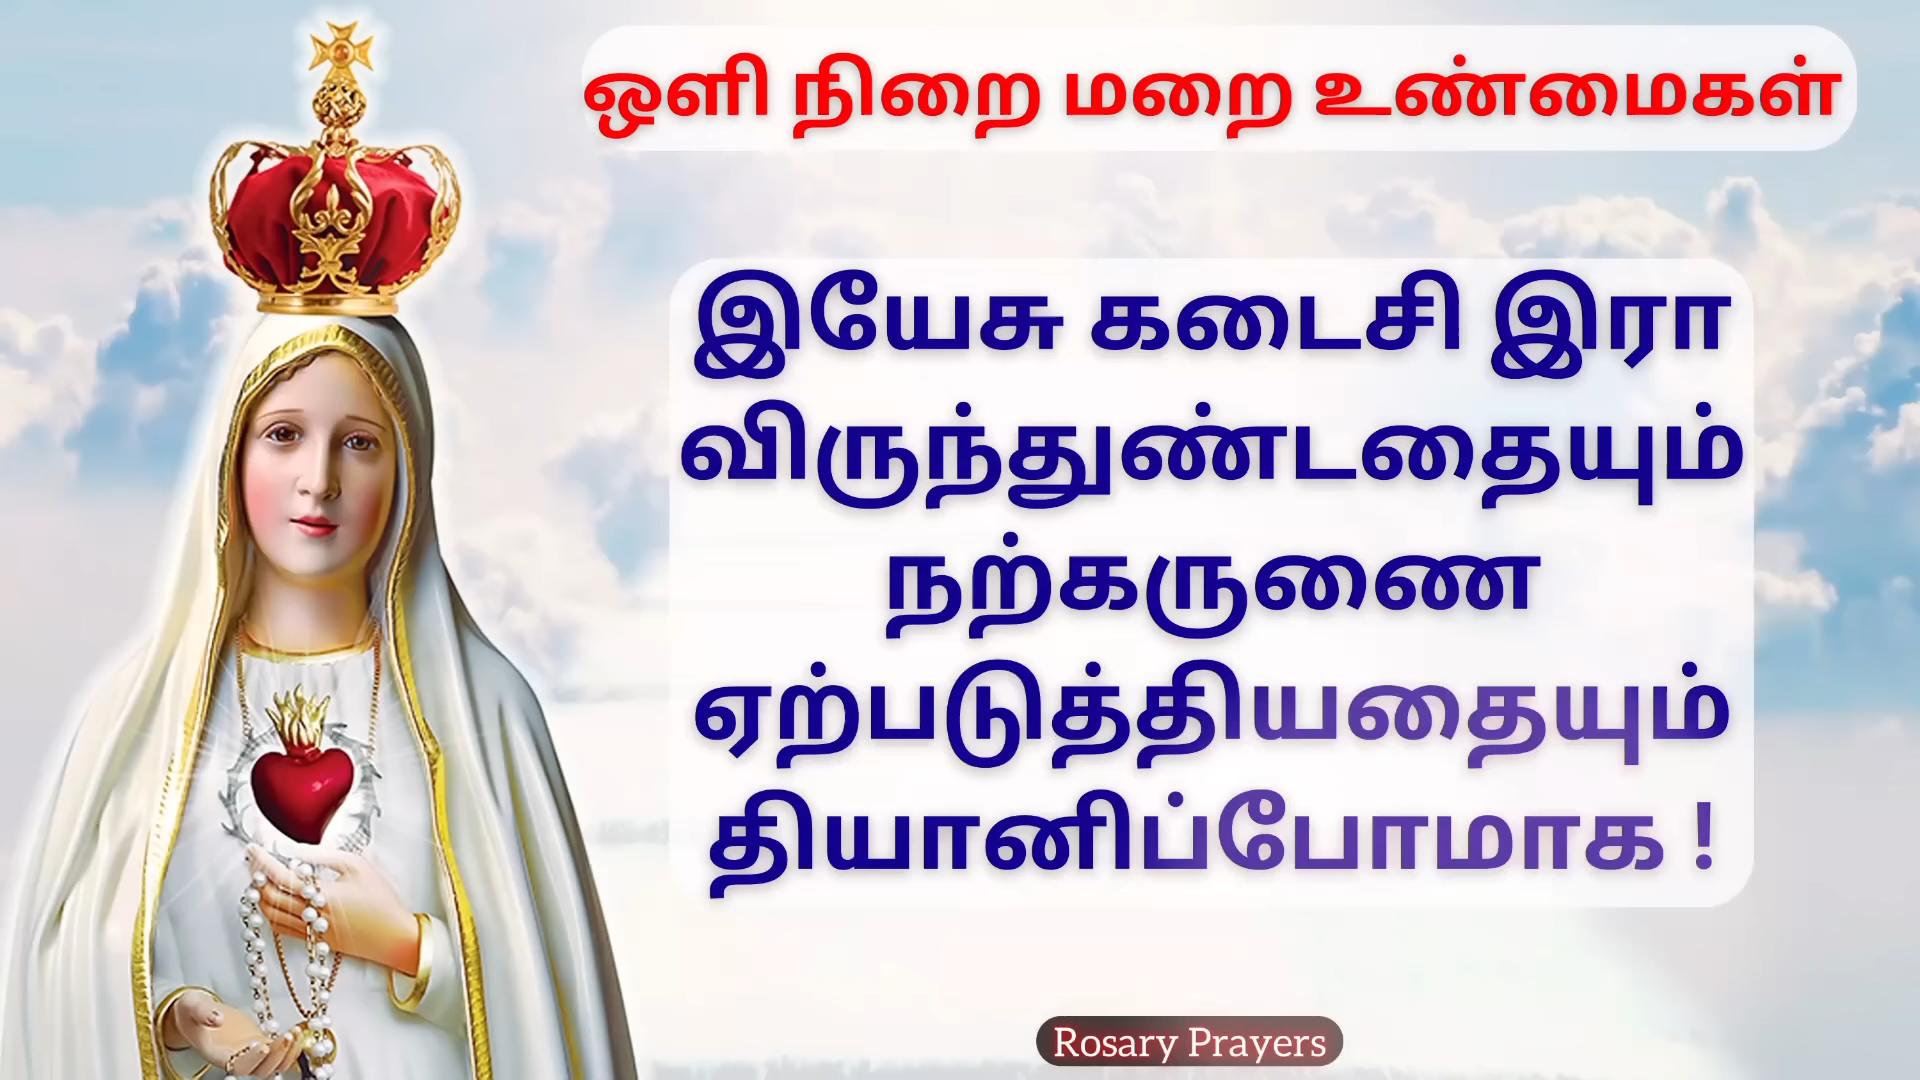 ஒளி நிறை மறை உண்மைகள்
இயேசு கடைசி இரா
விருந்துண்டதையும்
நற்கருணை
ஏற்படுத்தியதையும்
தியானிப்போமாக !
Rosary Prayers